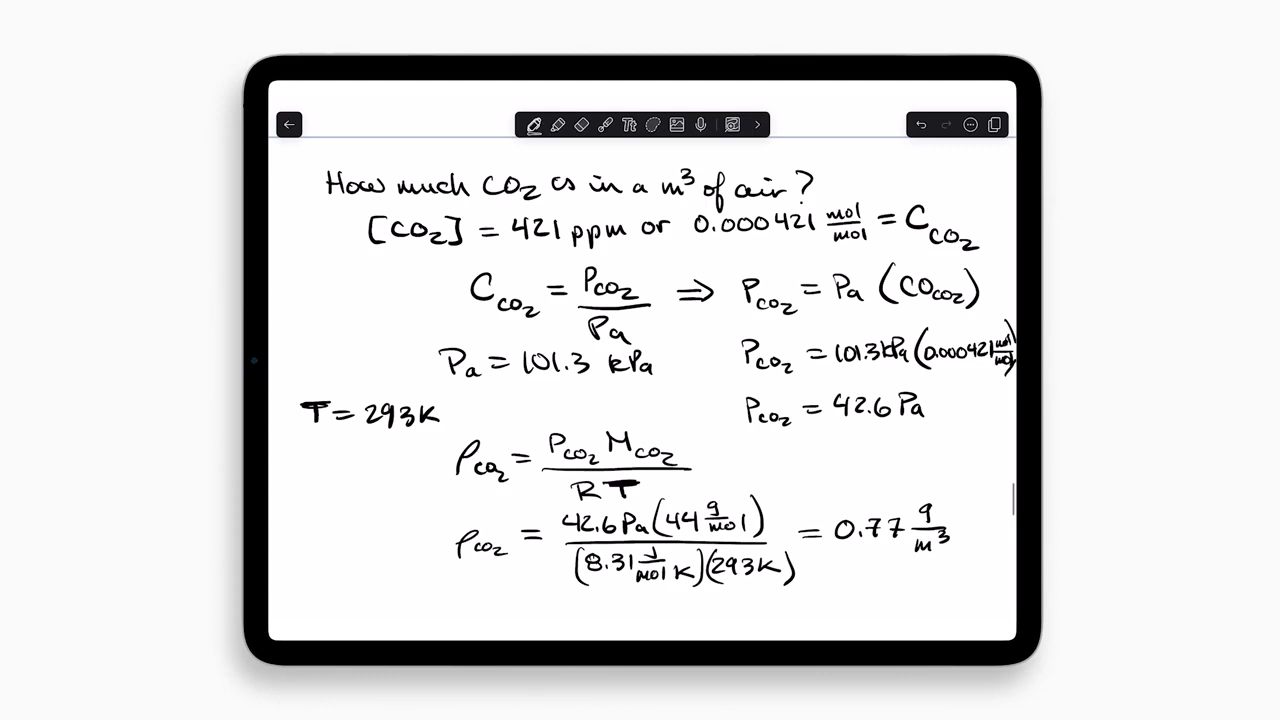 How much CO₂ is in a m³ of air?
[CO₂] = 421 ppm or 0.000421 mol/mol = C_CO₂
C_CO₂ = P_CO₂/Pa ⇒ P_CO₂ = Pa (CO_CO₂)
Pa = 101.3 kPa P_CO₂ = 101.3 kPa (0.000421 mol/mol)
T = 293K P_CO₂ = 42.6 Pa
ρ_CO₂ = P_CO₂ M_CO₂ / R T
ρ_CO₂ = 42.6 Pa (44 g/mol) / (8.31 J/mol K)(293K) = 0.77 g/m³